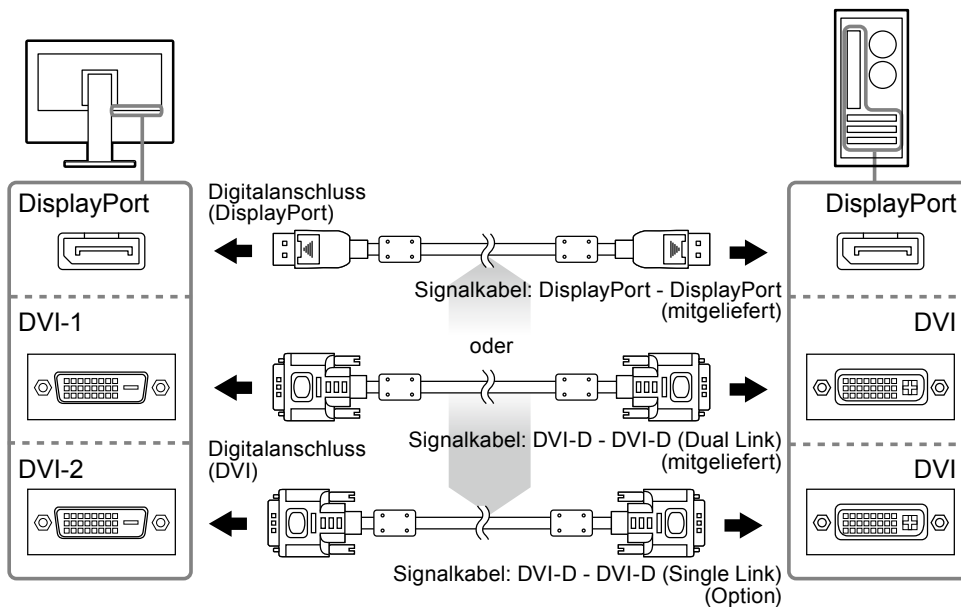 DisplayPort
Digitalanschluss
(DisplayPort)
DisplayPort
Signalkabel: DisplayPort - DisplayPort
(mitgeliefert)
DVI-1
oder
DVI
Signalkabel: DVI-D - DVI-D (Dual Link)
(mitgeliefert)
Digitalanschluss
(DVI)
DVI-2
DVI
Signalkabel: DVI-D - DVI-D (Single Link)
(Option)